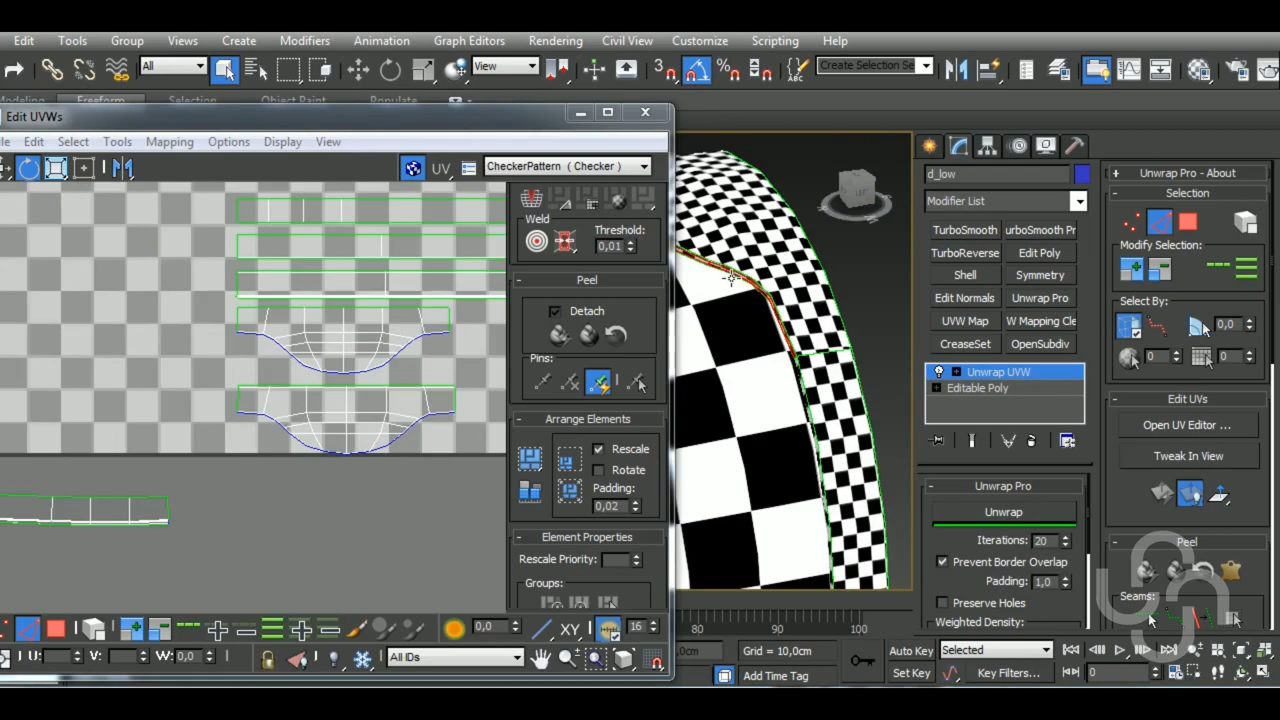 Edit Tools Group Views Create Modifiers Animation Graph Editors Rendering Civil View Customize Scripting Help
All View 3 Create Selection Se
ABC
Freeform Selection Object Paint Populate
Edit UVWs
Edit Select Tools Mapping Options Display View
UV CheckerPattern ( Checker )
Weld
Threshold:
0,01
- Peel
Detach
Pins:
- Arrange Elements
Rescale
Rotate
Padding:
0,02
- Element Properties
Rescale Priority:
Groups:
0,0 XY 16
U: V: W: 0,0 All IDs
80 90 100
0cm Grid = 10,0cm
Add Time Tag
Auto Key Selected
Set Key Key Filters... 0
d_low
Modifier List
TurboSmooth urboSmooth Pr
TurboReverse Edit Poly
Shell Symmetry
Edit Normals Unwrap Pro
UVW Map W Mapping Cle
CreaseSet OpenSubdiv
Unwrap UVW
Editable Poly
- Unwrap Pro
Unwrap
Iterations: 20
Prevent Border Overlap
Padding: 1,0
Preserve Holes
Weighted Density:
+ Unwrap Pro - About
- Selection
Modify Selection:
Select By:
0,0
0 0
- Edit UVs
Open UV Editor ...
Tweak In View
- Peel
Seams: